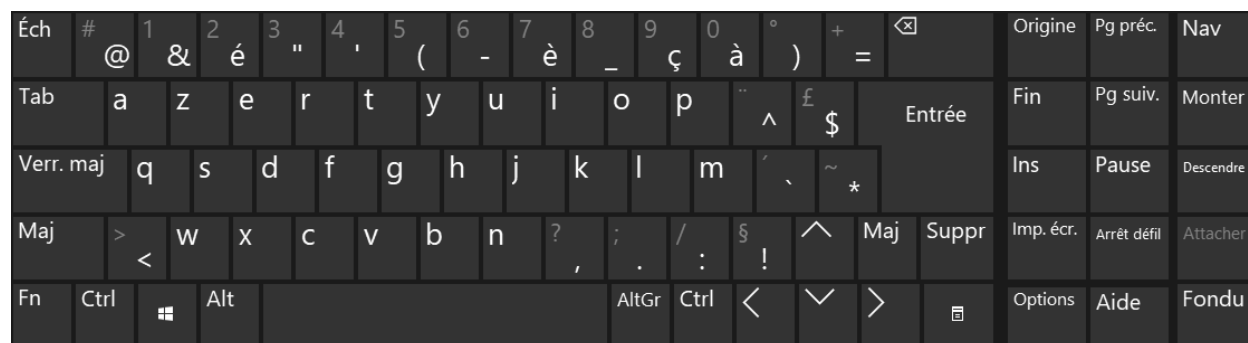 Éch # @ 1 & 2 é 3 " 4 ' 5 ( 6 - 7 è 8 _ 9 ç 0 à ° ) + = ⌫ Origine Pg préc. Nav
Tab a z e r t y u i o p ¨ ^ £ $ Entrée Fin Pg suiv. Monter
Verr. maj q s d f g h j k l m ´ ` ~ * Ins Pause Descendre
Maj > < w x c v b n ? , ; . / : § ! Maj Suppr Imp. écr. Arrêt défil Attacher
Fn Ctrl Alt AltGr Ctrl Options Aide Fondu